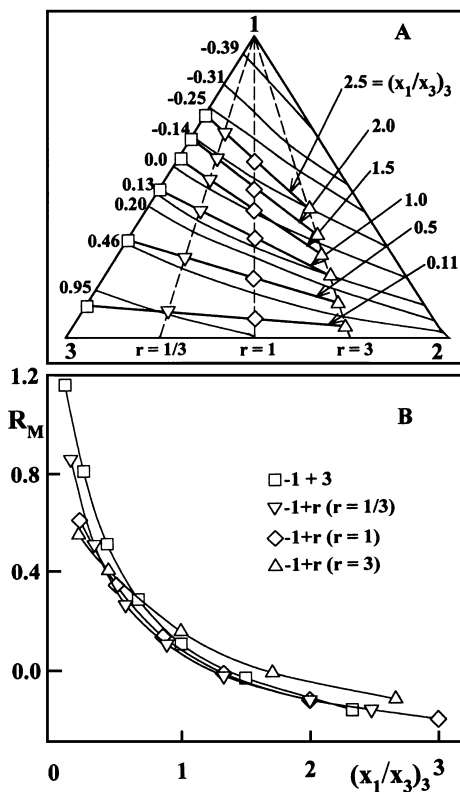 1
A
-0.39
-0.31
-0.25
-0.14
0.0
0.13
0.20
0.46
0.95
2.5 = (x₁/x₃)₃
2.0
1.5
1.0
0.5
0.11
3
r = 1/3
r = 1
r = 3
2
1.2
R_M
B
0.8
0.4
0.0
-1 + 3
-1+r (r = 1/3)
-1+r (r = 1)
-1+r (r = 3)
0
1
2
(x₁/x₃)₃
3